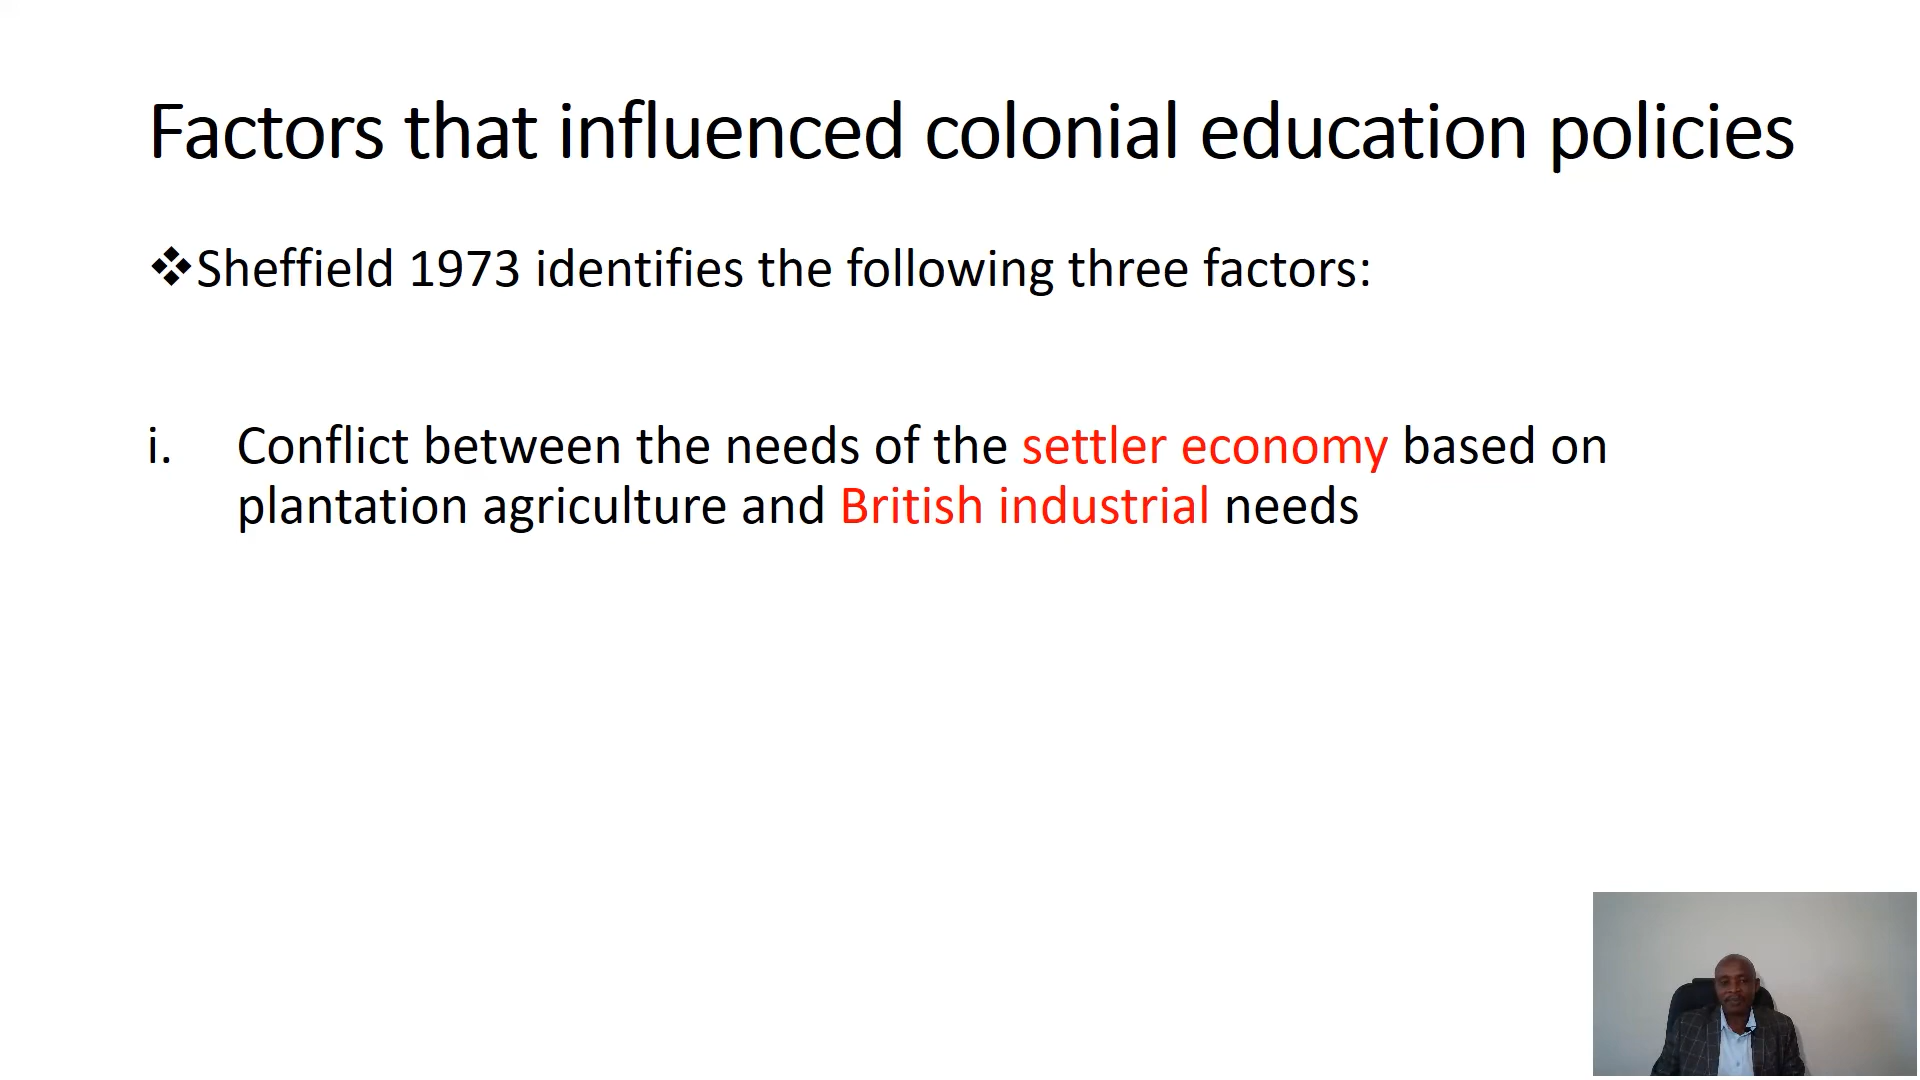 Factors that influenced colonial education policies
❖Sheffield 1973 identifies the following three factors:
i. Conflict between the needs of the settler economy based on
plantation agriculture and British industrial needs